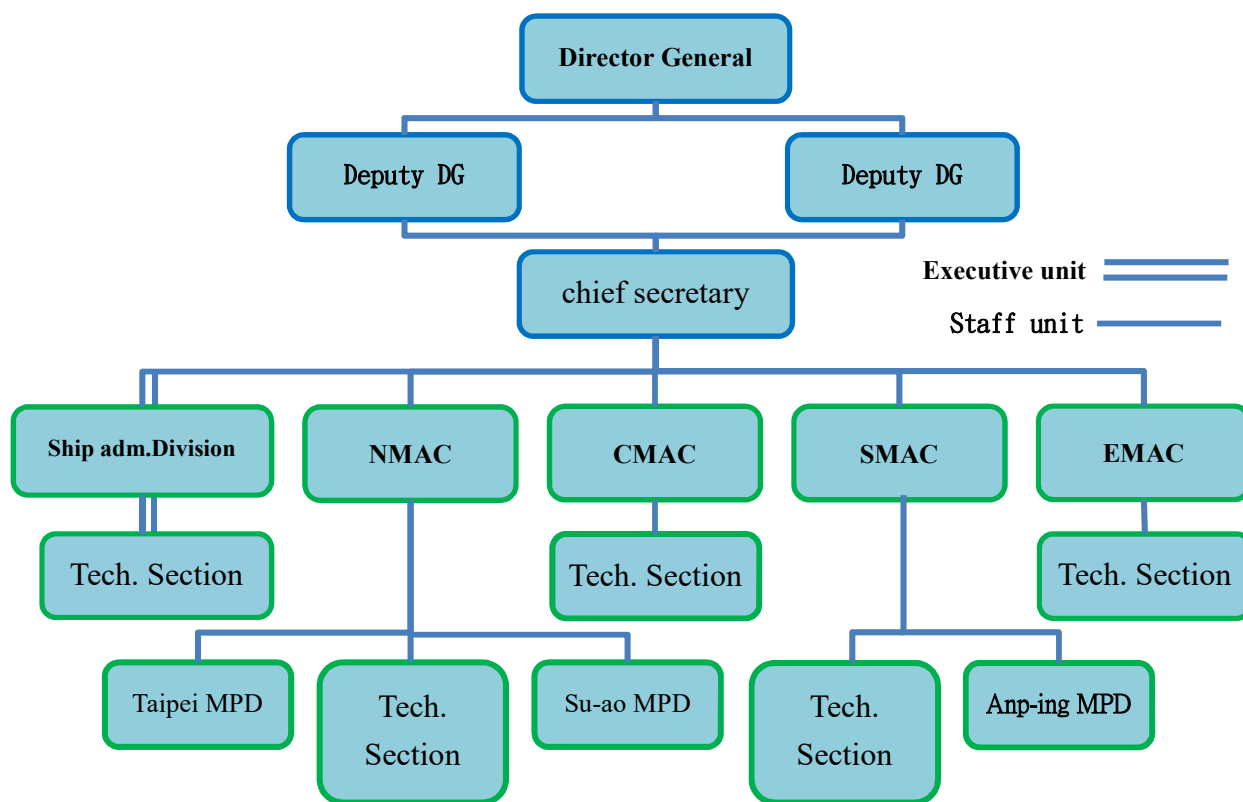 Director General
Deputy DG
Deputy DG
chief secretary
Executive unit
Staff unit
Ship adm.Division
NMAC
CMAC
SMAC
EMAC
Tech. Section
Tech. Section
Tech. Section
Taipei MPD
Tech.
Section
Su-ao MPD
Tech.
Section
Anp-ing MPD